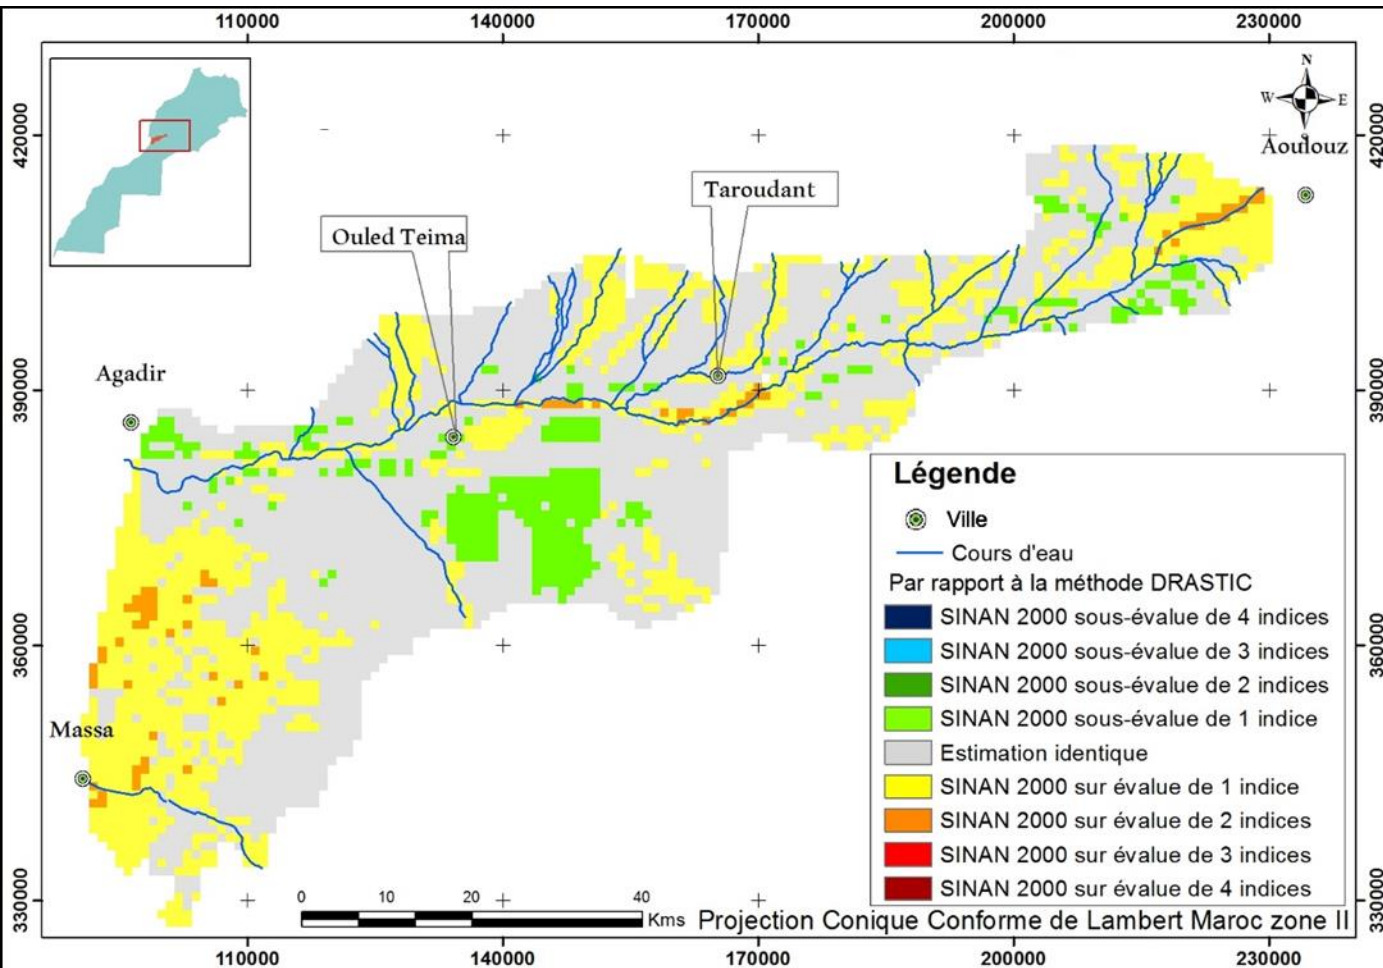 110000 140000 170000 200000 230000
420000 420000
N
W E
S
Aoulouz
Taroudant
Ouled Teima
Agadir
390000 390000
Massa
360000 360000
Légende
Ville
Cours d'eau
Par rapport à la méthode DRASTIC
SINAN 2000 sous-évalue de 4 indices
SINAN 2000 sous-évalue de 3 indices
SINAN 2000 sous-évalue de 2 indices
SINAN 2000 sous-évalue de 1 indice
Estimation identique
SINAN 2000 sur évalue de 1 indice
SINAN 2000 sur évalue de 2 indices
SINAN 2000 sur évalue de 3 indices
SINAN 2000 sur évalue de 4 indices
0 10 20 40
Kms
Projection Conique Conforme de Lambert Maroc zone II
330000 330000
110000 140000 170000 200000 230000